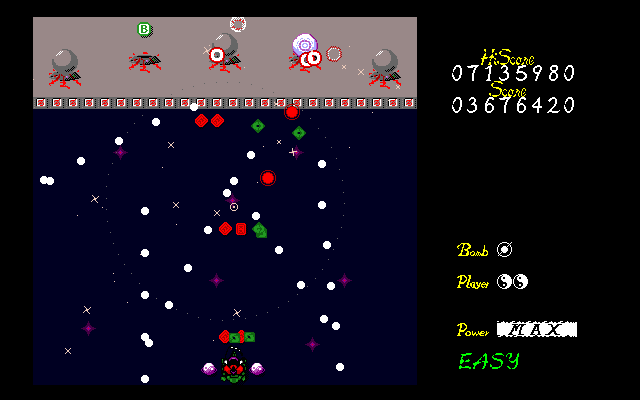 B
HiScore
07135980
Score
03676420
Bomb
Player
Power MAX
EASY